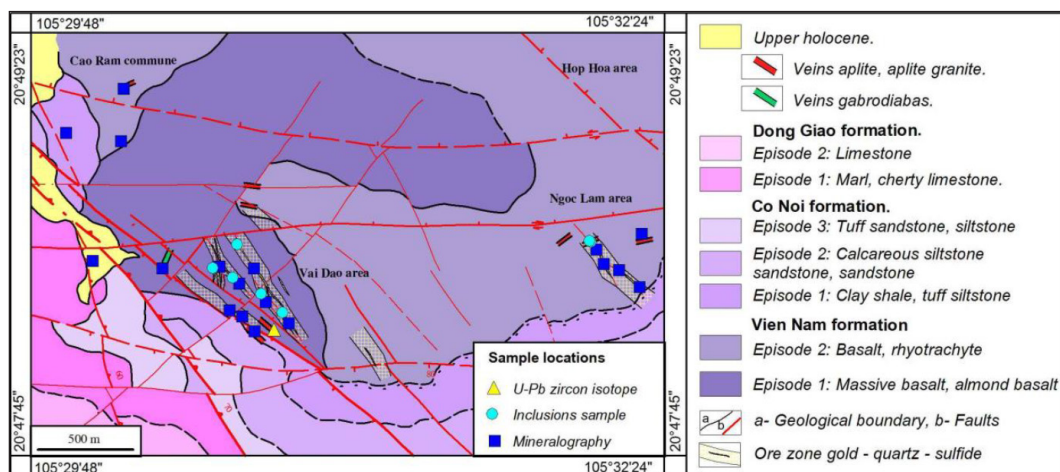 105°29'48"
105°32'24"
20°49'23"
20°49'23"
Cao Ram commune
Hop Hoa area
Ngoc Lam area
Vai Dao area
60
70
80
Sample locations
U-Pb zircon isotope
Inclusions sample
Mineralography
500 m
20°47'45"
20°47'45"
105°29'48"
105°32'24"
Upper holocene.
Veins aplite, aplite granite.
Veins gabrodiabas.
Dong Giao formation.
Episode 2: Limestone
Episode 1: Marl, cherty limestone.
Co Noi formation.
Episode 3: Tuff sandstone, siltstone
Episode 2: Calcareous siltstone
sandstone, sandstone
Episode 1: Clay shale, tuff siltstone
Vien Nam formation
Episode 2: Basalt, rhyotrachyte
Episode 1: Massive basalt, almond basalt
a
b
a- Geological boundary, b- Faults
Ore zone gold - quartz - sulfide